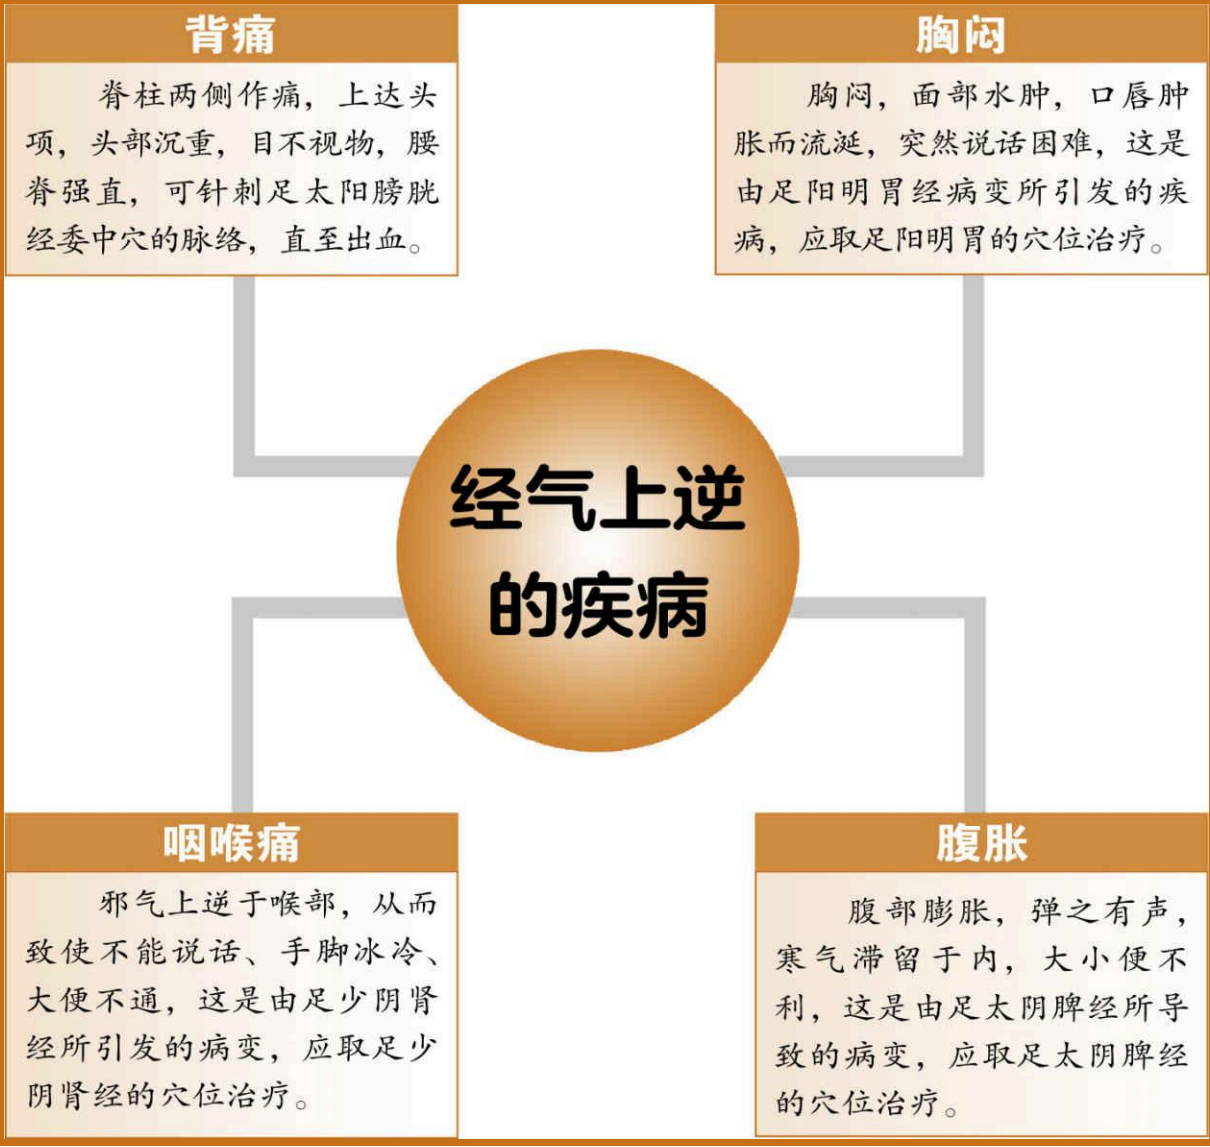 背痛
脊柱两侧作痛，上达头
项，头部沉重，目不视物，腰
脊强直，可针刺足太阳膀胱
经委中穴的脉络，直至出血。
胸闷
胸闷，面部水肿，口唇肿
胀而流涎，突然说话困难，这是
由足阳明胃经病变所引发的疾
病，应取足阳明胃的穴位治疗。
经气上逆
的疾病
咽喉痛
邪气上逆于喉部，从而
致使不能说话、手脚冰冷、
大便不通，这是由足少阴肾
经所引发的病变，应取足少
阴肾经的穴位治疗。
腹胀
腹部膨胀，弹之有声，
寒气滞留于内，大小便不
利，这是由足太阴脾经所导
致的病变，应取足太阴脾经
的穴位治疗。